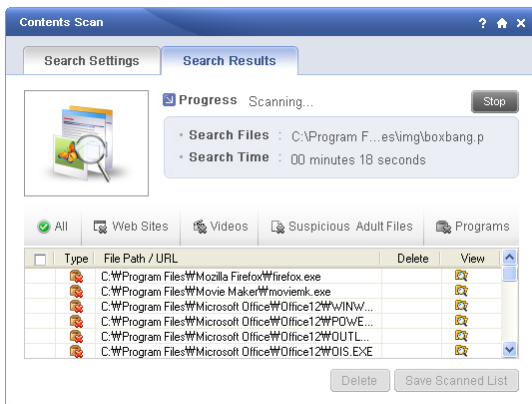 Contents Scan
?
Search Settings
Search Results
Progress Scanning...
Stop
Search Files : C:\Program F...es\img\boxbang.p
Search Time : 00 minutes 18 seconds
All
Web Sites
Videos
Suspicious Adult Files
Programs
Type File Path / URL Delete View
C:₩Program Files₩Mozilla Firefox₩firefox.exe
C:₩Program Files₩Movie Maker₩moviemk.exe
C:₩Program Files₩Microsoft Office₩Office12₩WINW...
C:₩Program Files₩Microsoft Office₩Office12₩POWE...
C:₩Program Files₩Microsoft Office₩Office12₩OUTL...
C:₩Program Files₩Microsoft Office₩Office12₩OIS.EXE
Delete
Save Scanned List